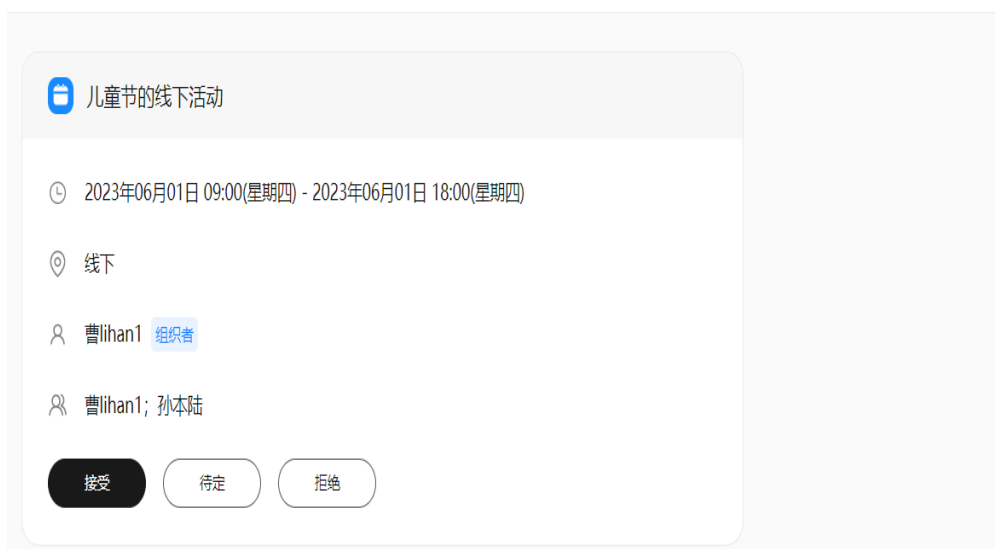 儿童节的线下活动
2023年06月01日 09:00(星期四) - 2023年06月01日 18:00(星期四)
线下
曹lihan1 组织者
曹lihan1; 孙本陆
接受 待定 拒绝